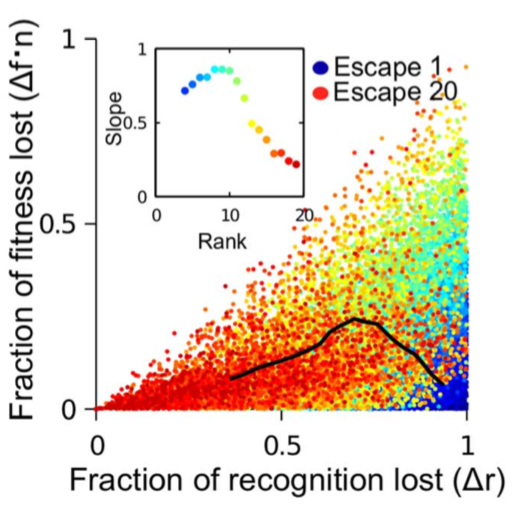 Fraction of fitness lost (Δf·n)
1
0.5
0
0
0.5
1
Fraction of recognition lost (Δr)
Slope
1
0.5
0
0
10
20
Rank
Escape 1
Escape 20